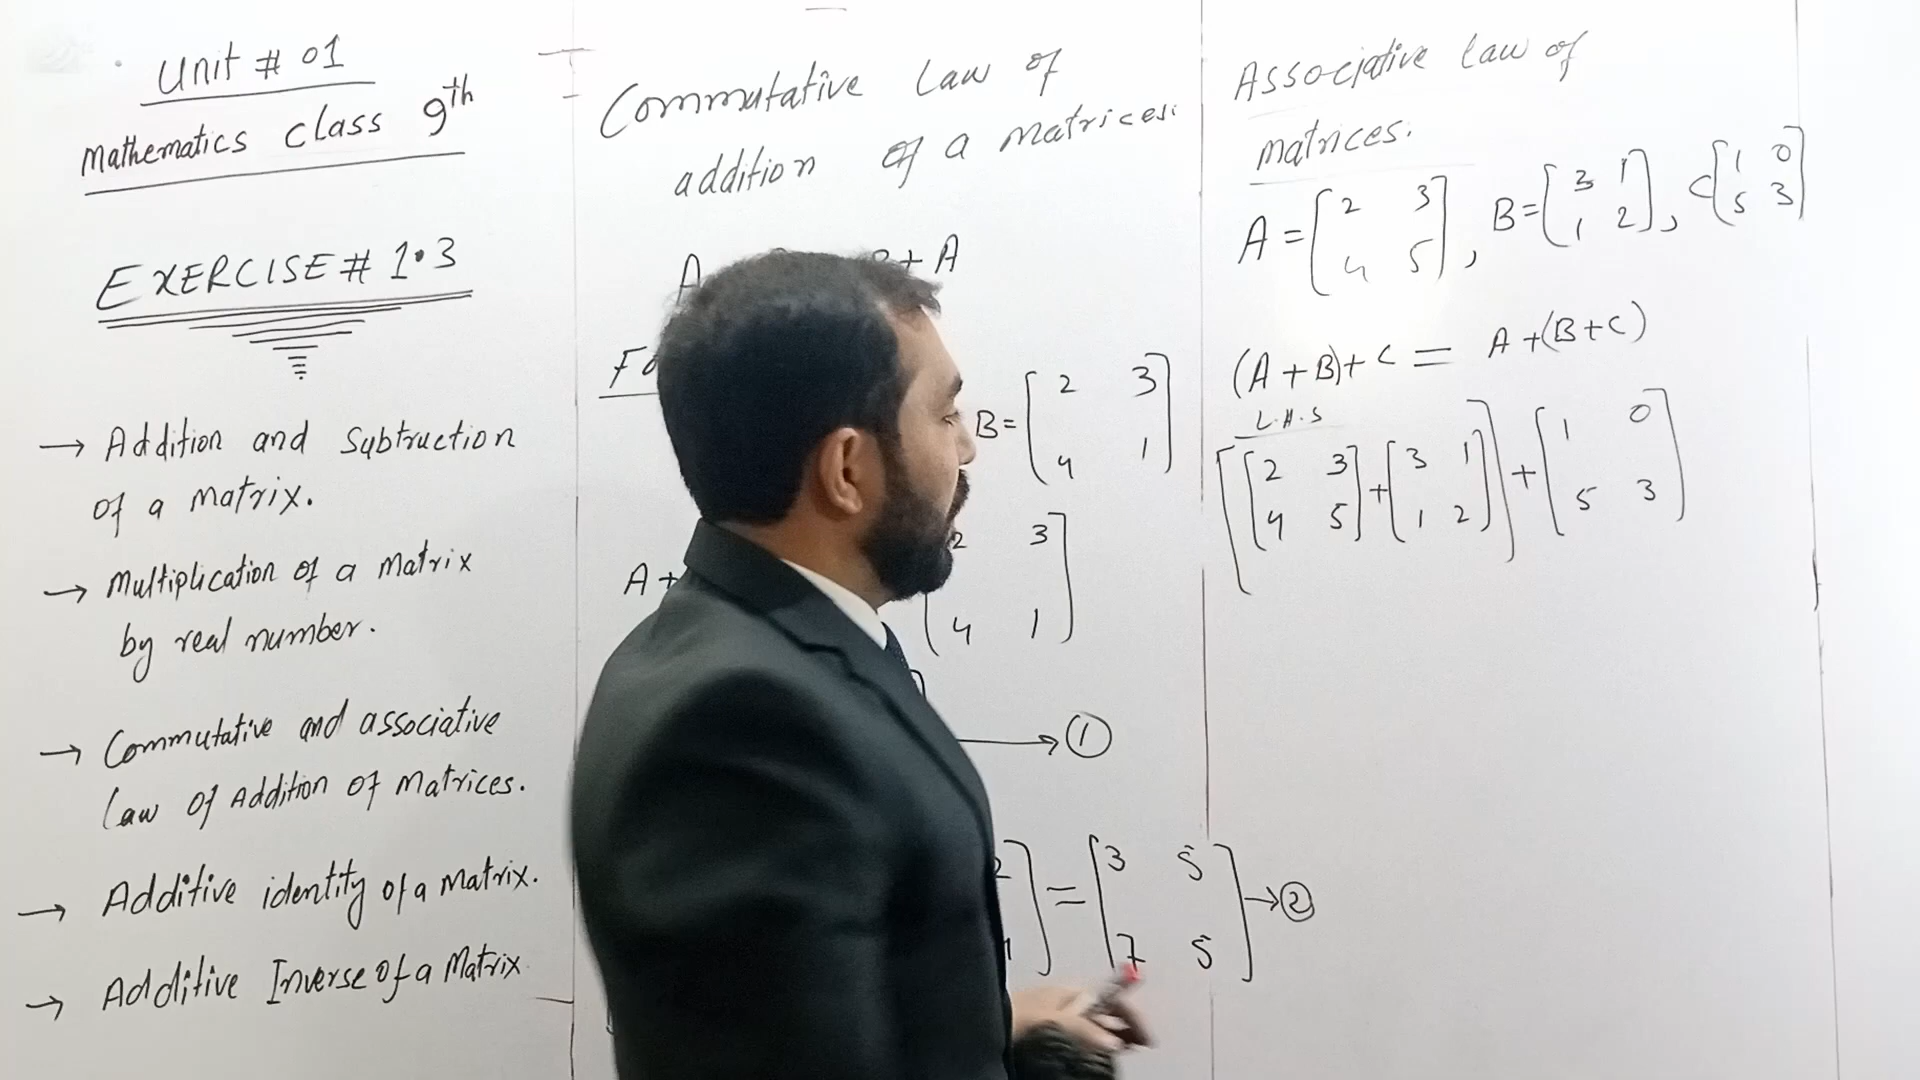 Unit # 01
Mathematics class 9th
EXERCISE # 1.3
→ Addition and Subtruction
of a matrix.
→ Multiplication of a Matrix
by real number.
→ Commutative and associative
law of Addition of Matrices.
→ Additive identity of a Matrix.
→ Additive Inverse of a Matrix
Commutative Law of
addition of a matrices:
A + A
B= [2 3
4 1]
2 3]
A+
4 1]
→ ①
= [3 5
7 5] → ②
Associative law of
matrices.
A = [2 3
4 5], B= [3 1
1 2], C [1 0
5 3]
(A + B)+ C = A +(B+C)
L.H.S
[[2 3
4 5] + [3 1
1 2]] + [1 0
5 3]